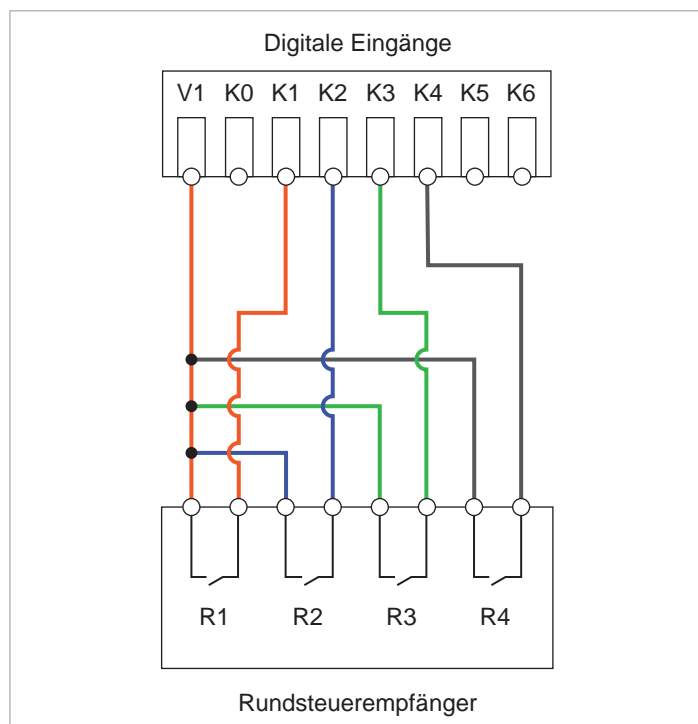 Digitale Eingänge
V1 K0 K1 K2 K3 K4 K5 K6
R1 R2 R3 R4
Rundsteuerempfänger